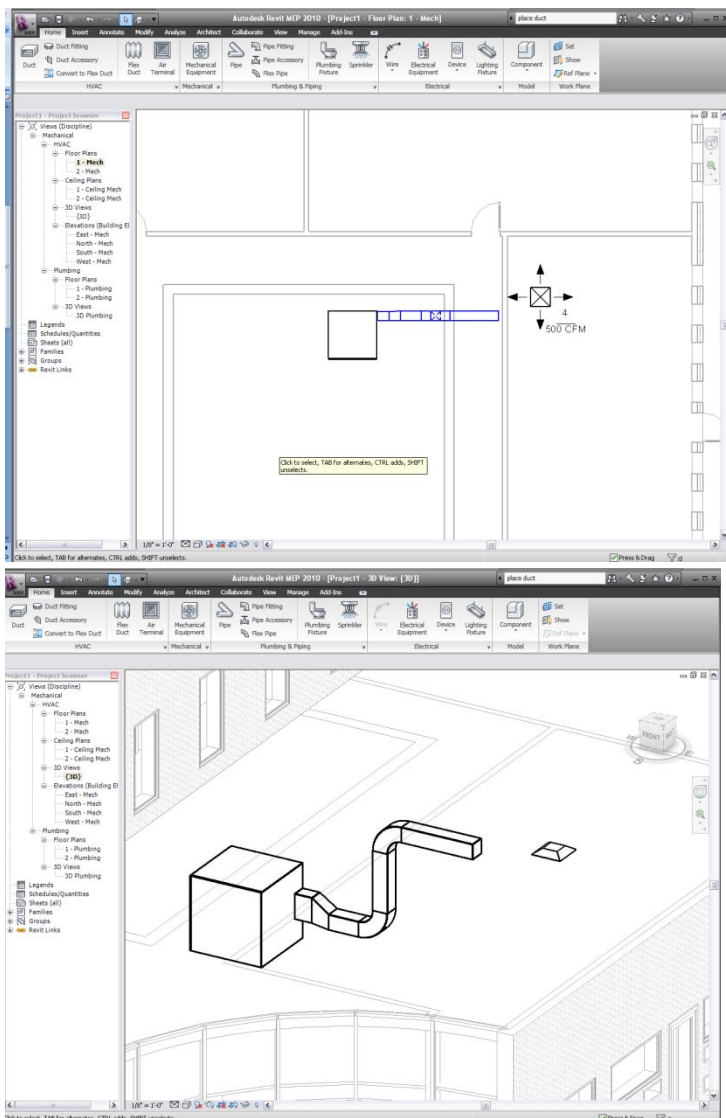 Autodesk Revit MEP 2010 - [Project1 - Floor Plan: 1 - Mech]
place duct
Home Insert Annotate Modify Analyze Architect Collaborate View Manage Add-Ins
Duct
Duct Fitting
Duct Accessory
Convert to Flex Duct
Flex Duct
Air Terminal
Mechanical Equipment
Pipe
Pipe Fitting
Pipe Accessory
Flex Pipe
Plumbing Fixture
Sprinkler
Wire
Electrical Equipment
Device
Lighting Fixture
Component
Set
Show
Ref Plane
HVAC Mechanical Plumbing & Piping Electrical Model Work Plane
Project1 - Project browser
Views (Discipline)
Mechanical
HVAC
Floor Plans
1 - Mech
2 - Mech
Ceiling Plans
1 - Ceiling Mech
2 - Ceiling Mech
3D Views
{3D}
Elevations (Building El
East - Mech
North - Mech
South - Mech
West - Mech
Plumbing
Floor Plans
1 - Plumbing
2 - Plumbing
3D Views
3D Plumbing
Legends
Schedules/Quantities
Sheets (all)
Families
Groups
Revit Links
4
500 CFM
Click to select, TAB for alternates, CTRL adds, SHIFT
unselects.
1/8" = 1'-0"
Click to select, TAB for alternates, CTRL adds, SHIFT unselects.
Press & Drag
:0
Autodesk Revit MEP 2010 - [Project1 - 3D View: {3D}]
place duct
Home Insert Annotate Modify Analyze Architect Collaborate View Manage Add-Ins
Duct
Duct Fitting
Duct Accessory
Convert to Flex Duct
Flex Duct
Air Terminal
Mechanical Equipment
Pipe
Pipe Fitting
Pipe Accessory
Flex Pipe
Plumbing Fixture
Sprinkler
Wire
Electrical Equipment
Device
Lighting Fixture
Component
Set
Show
Ref Plane
HVAC Mechanical Plumbing & Piping Electrical Model Work Plane
Project1 - Project browser
Views (Discipline)
Mechanical
HVAC
Floor Plans
1 - Mech
2 - Mech
Ceiling Plans
1 - Ceiling Mech
2 - Ceiling Mech
3D Views
{3D}
Elevations (Building El
East - Mech
North - Mech
South - Mech
West - Mech
Plumbing
Floor Plans
1 - Plumbing
2 - Plumbing
3D Views
3D Plumbing
Legends
Schedules/Quantities
Sheets (all)
Families
Groups
Revit Links
FRONT
S
E
1/8" = 1'-0"
Press & Drag